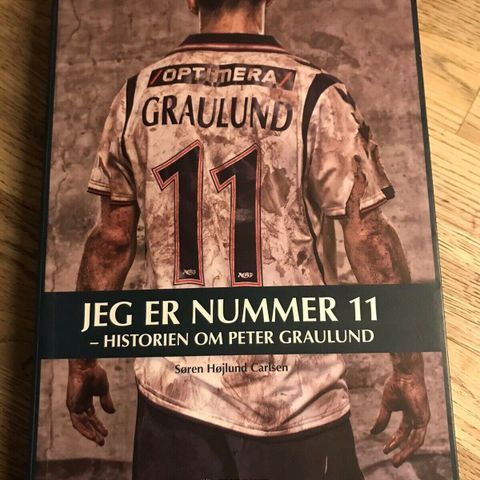 OPTIMERA
GRAULUND
11
JEG ER NUMMER 11
– HISTORIEN OM PETER GRAULUND
Søren Højlund Carlsen